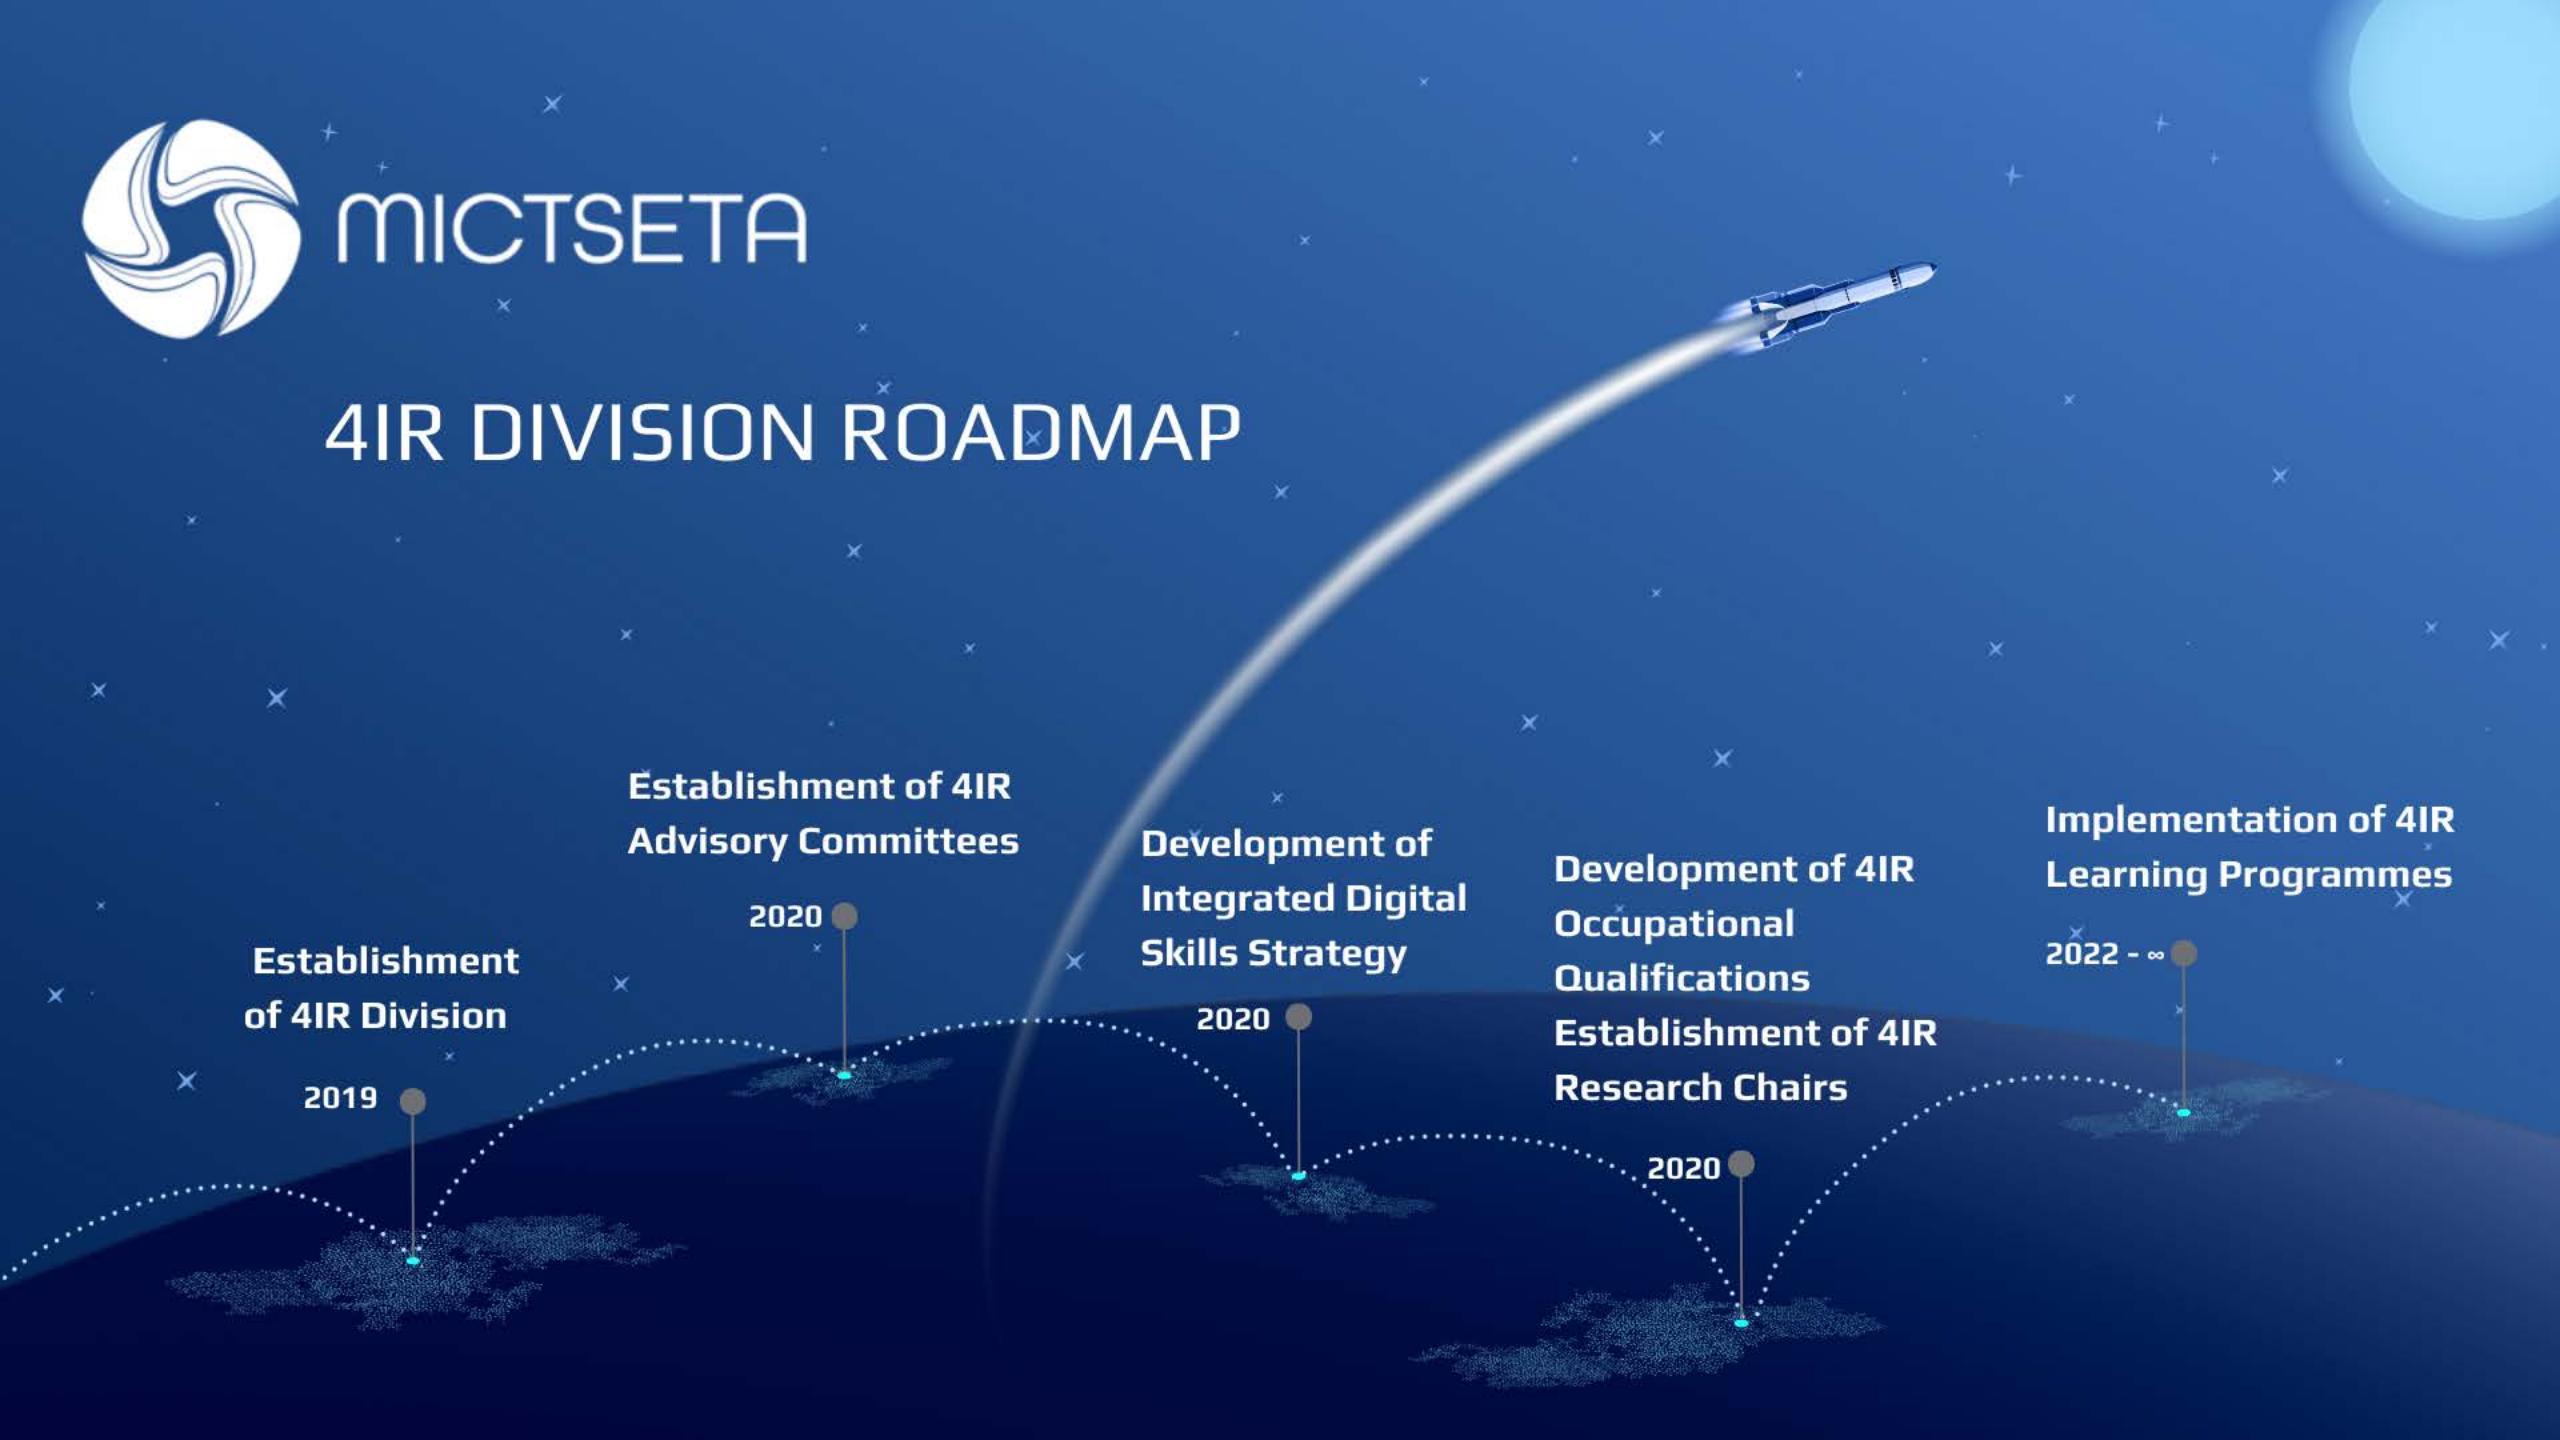 MICTSETA
4IR DIVISION ROADMAP
Establishment
of 4IR Division
2019
Establishment of 4IR
Advisory Committees
2020
Development of
Integrated Digital
Skills Strategy
2020
Development of 4IR
Occupational
Qualifications
Establishment of 4IR
Research Chairs
2020
Implementation of 4IR
Learning Programmes
2022 - ∞